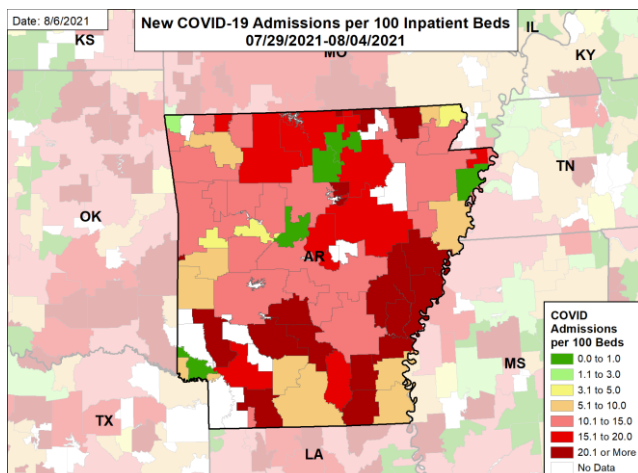 Date: 8/6/2021
New COVID-19 Admissions per 100 Inpatient Beds
07/29/2021-08/04/2021
KS
MO
IL
KY
OK
TN
AR
MS
TX
LA
COVID
Admissions
per 100 Beds
0.0 to 1.0
1.1 to 3.0
3.1 to 5.0
5.1 to 10.0
10.1 to 15.0
15.1 to 20.0
20.1 or More
No Data